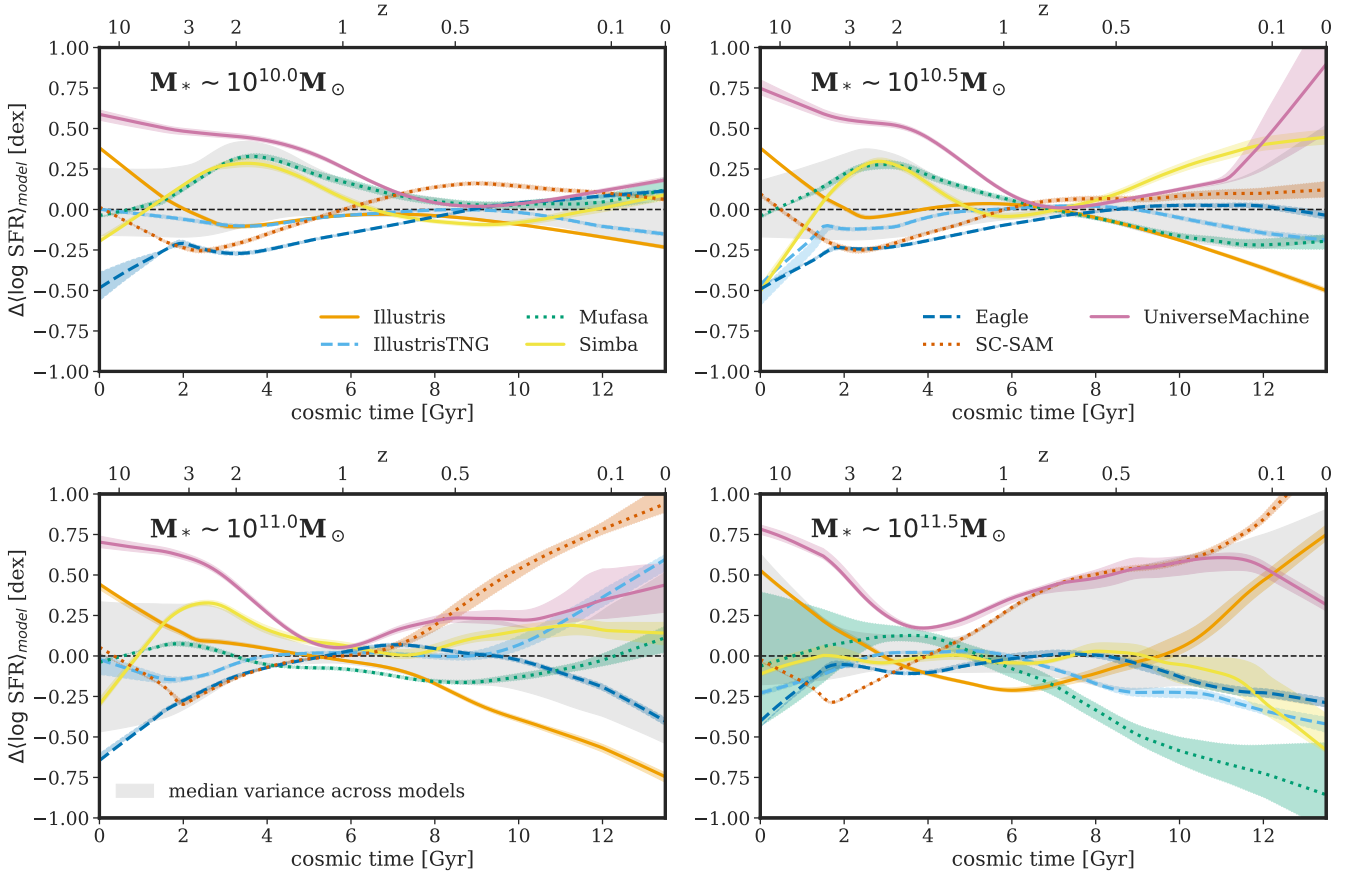 z
10 3 2 1 0.5 0.1 0
M* ~ 10^10.0 M⊙
1.00
0.75
0.50
0.25
0.00
−0.25
−0.50
−0.75
−1.00
Δ⟨log SFR⟩model [dex]
Illustris
IllustrisTNG
Mufasa
Simba
0 2 4 6 8 10 12
cosmic time [Gyr]
z
10 3 2 1 0.5 0.1 0
M* ~ 10^10.5 M⊙
1.00
0.75
0.50
0.25
0.00
−0.25
−0.50
−0.75
−1.00
Eagle
SC-SAM
UniverseMachine
0 2 4 6 8 10 12
cosmic time [Gyr]
z
10 3 2 1 0.5 0.1 0
M* ~ 10^11.0 M⊙
1.00
0.75
0.50
0.25
0.00
−0.25
−0.50
−0.75
−1.00
Δ⟨log SFR⟩model [dex]
median variance across models
0 2 4 6 8 10 12
cosmic time [Gyr]
z
10 3 2 1 0.5 0.1 0
M* ~ 10^11.5 M⊙
1.00
0.75
0.50
0.25
0.00
−0.25
−0.50
−0.75
−1.00
0 2 4 6 8 10 12
cosmic time [Gyr]